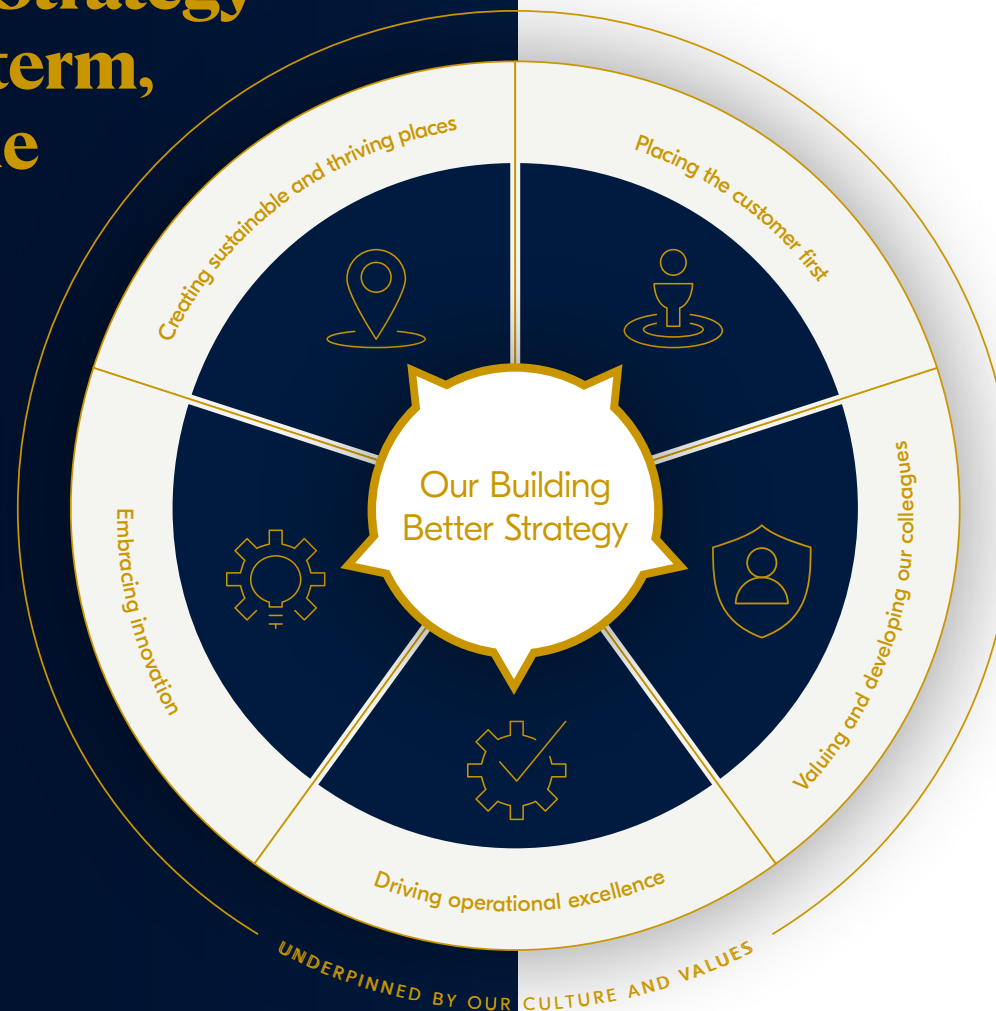 Strategy
term,
Creating sustainable and thriving places
Placing the customer first
Our Building
Better Strategy
Embracing innovation
Valuing and developing our colleagues
Driving operational excellence
UNDERPINNED BY OUR CULTURE AND VALUES